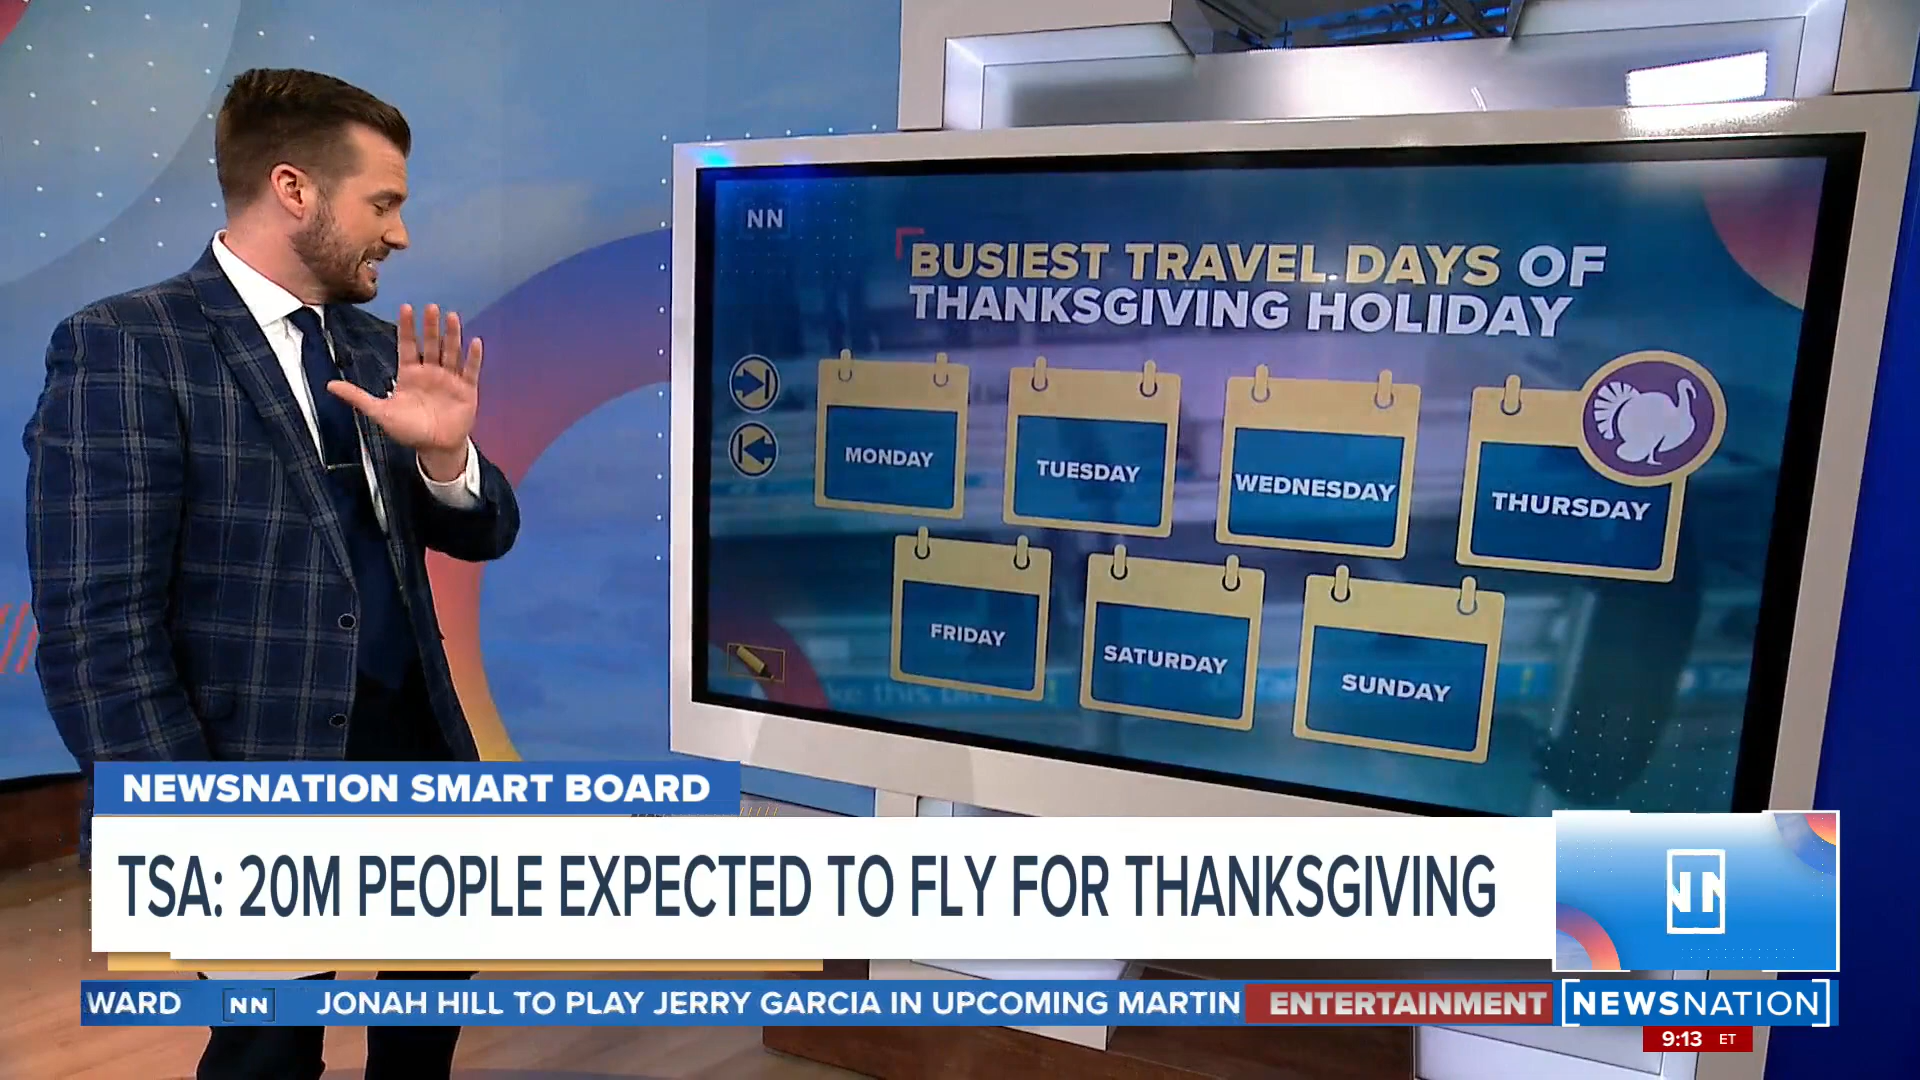 NN
BUSIEST TRAVEL DAYS OF
THANKSGIVING HOLIDAY
MONDAY
TUESDAY
WEDNESDAY
THURSDAY
FRIDAY
SATURDAY
SUNDAY
NEWSNATION SMART BOARD
TSA: 20M PEOPLE EXPECTED TO FLY FOR THANKSGIVING
NN
WARD NN JONAH HILL TO PLAY JERRY GARCIA IN UPCOMING MARTIN ENTERTAINMENT NEWSNATION
9:13 ET